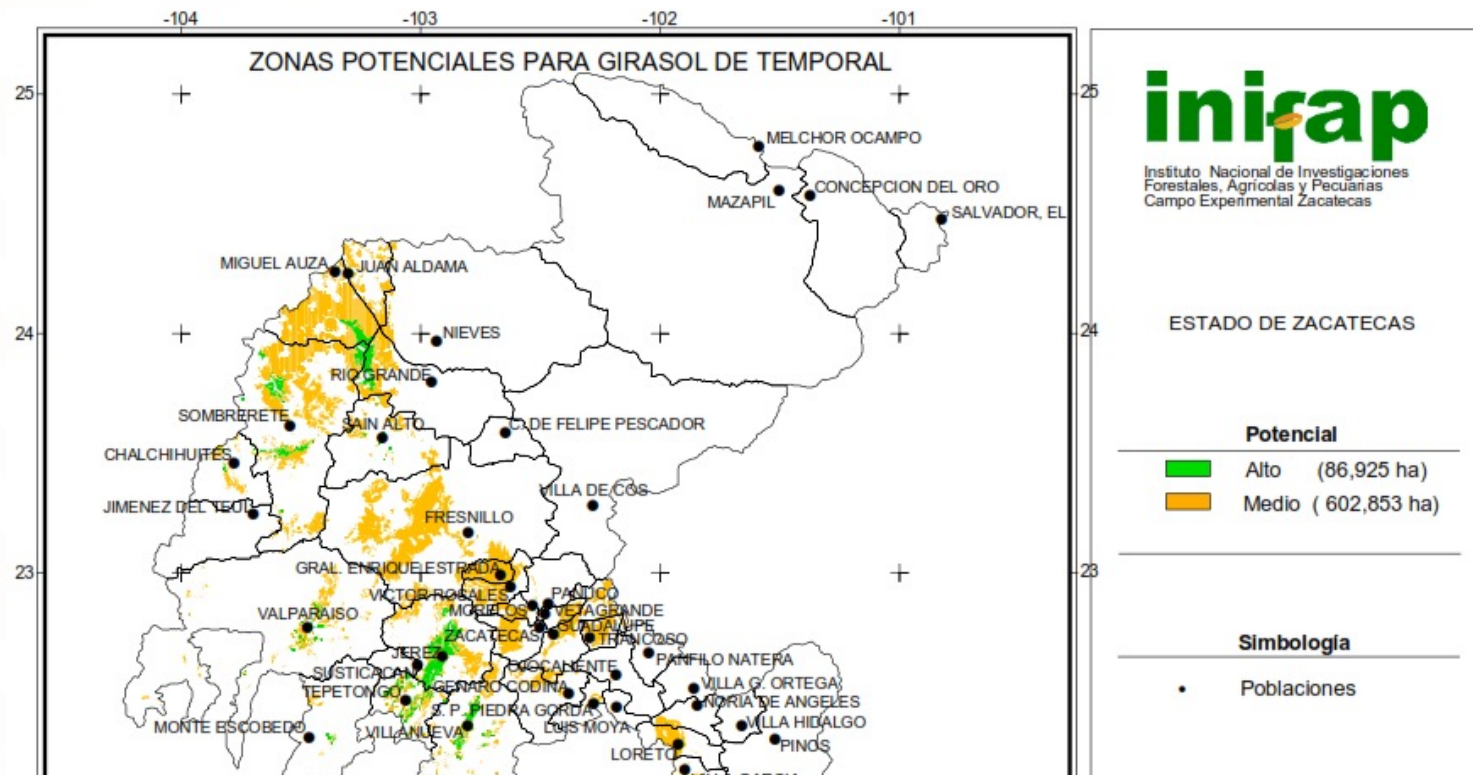 -104
-103
-102
-101
ZONAS POTENCIALES PARA GIRASOL DE TEMPORAL
25
25
MELCHOR OCAMPO
CONCEPCION DEL ORO
MAZAPIL
SALVADOR, EL
MIGUEL AUZA
JUAN ALDAMA
24
24
NIEVES
RIO GRANDE
SOMBRERETE
SAIN ALTO
C. DE FELIPE PESCADOR
CHALCHIHUITES
VILLA DE COS
JIMENEZ DEL TEUL
FRESNILLO
23
23
GRAL. ENRIQUE ESTRADA
VICTOR ROSALES
PANUCO
MORELOS
VETAGRANDE
VALPARAISO
GUADALUPE
ZACATECAS
TRANCOSO
JEREZ
PANFILO NATERA
SUSTICACAN
OJOCALIENTE
GENARO CODINA
VILLA G. ORTEGA
TEPETONGO
NORIA DE ANGELES
S. P. PIEDRA GORDA
MONTE ESCOBEDO
VILLANUEVA
LUIS MOYA
VILLA HIDALGO
PINOS
LORETO
inifap
Instituto Nacional de Investigaciones
Forestales, Agrícolas y Pecuarias
Campo Experimental Zacatecas
ESTADO DE ZACATECAS
Potencial
Alto (86,925 ha)
Medio ( 602,853 ha)
Simbología
Poblaciones